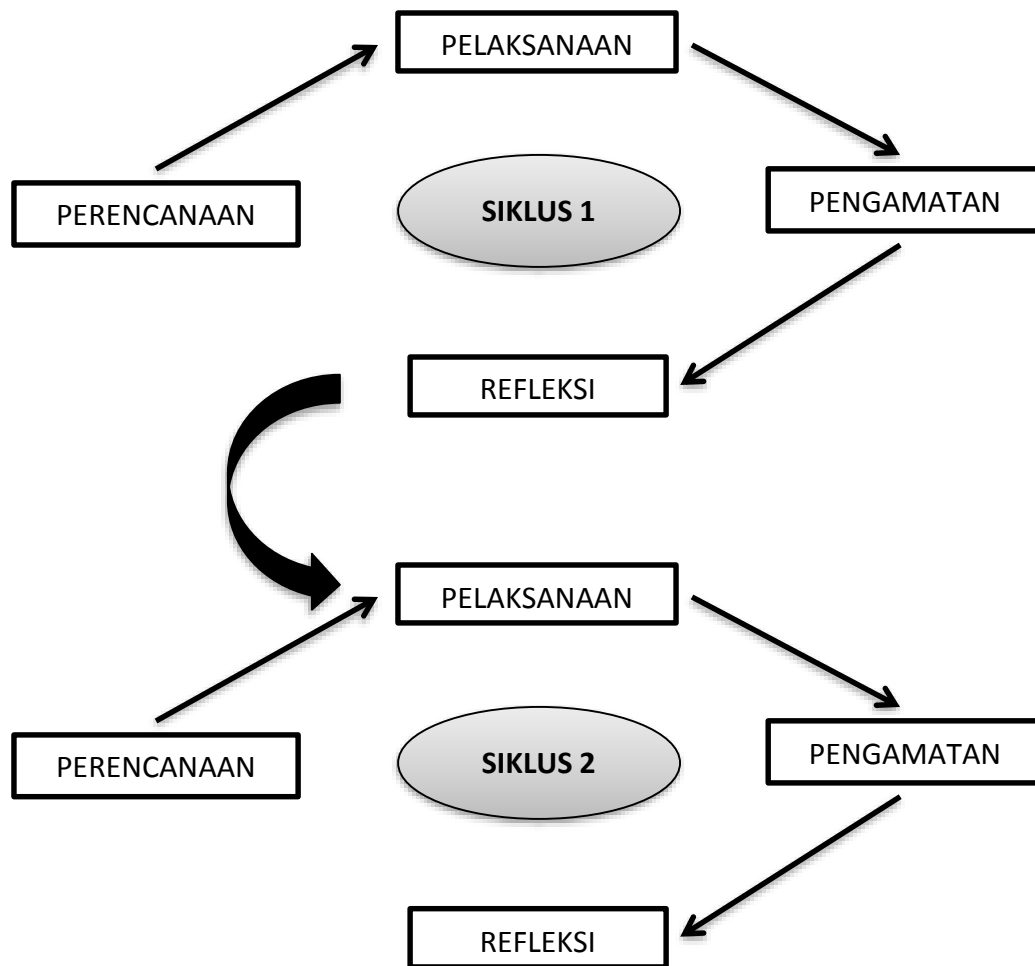 PELAKSANAAN
PERENCANAAN
SIKLUS 1
PENGAMATAN
REFLEKSI
PELAKSANAAN
PERENCANAAN
SIKLUS 2
PENGAMATAN
REFLEKSI